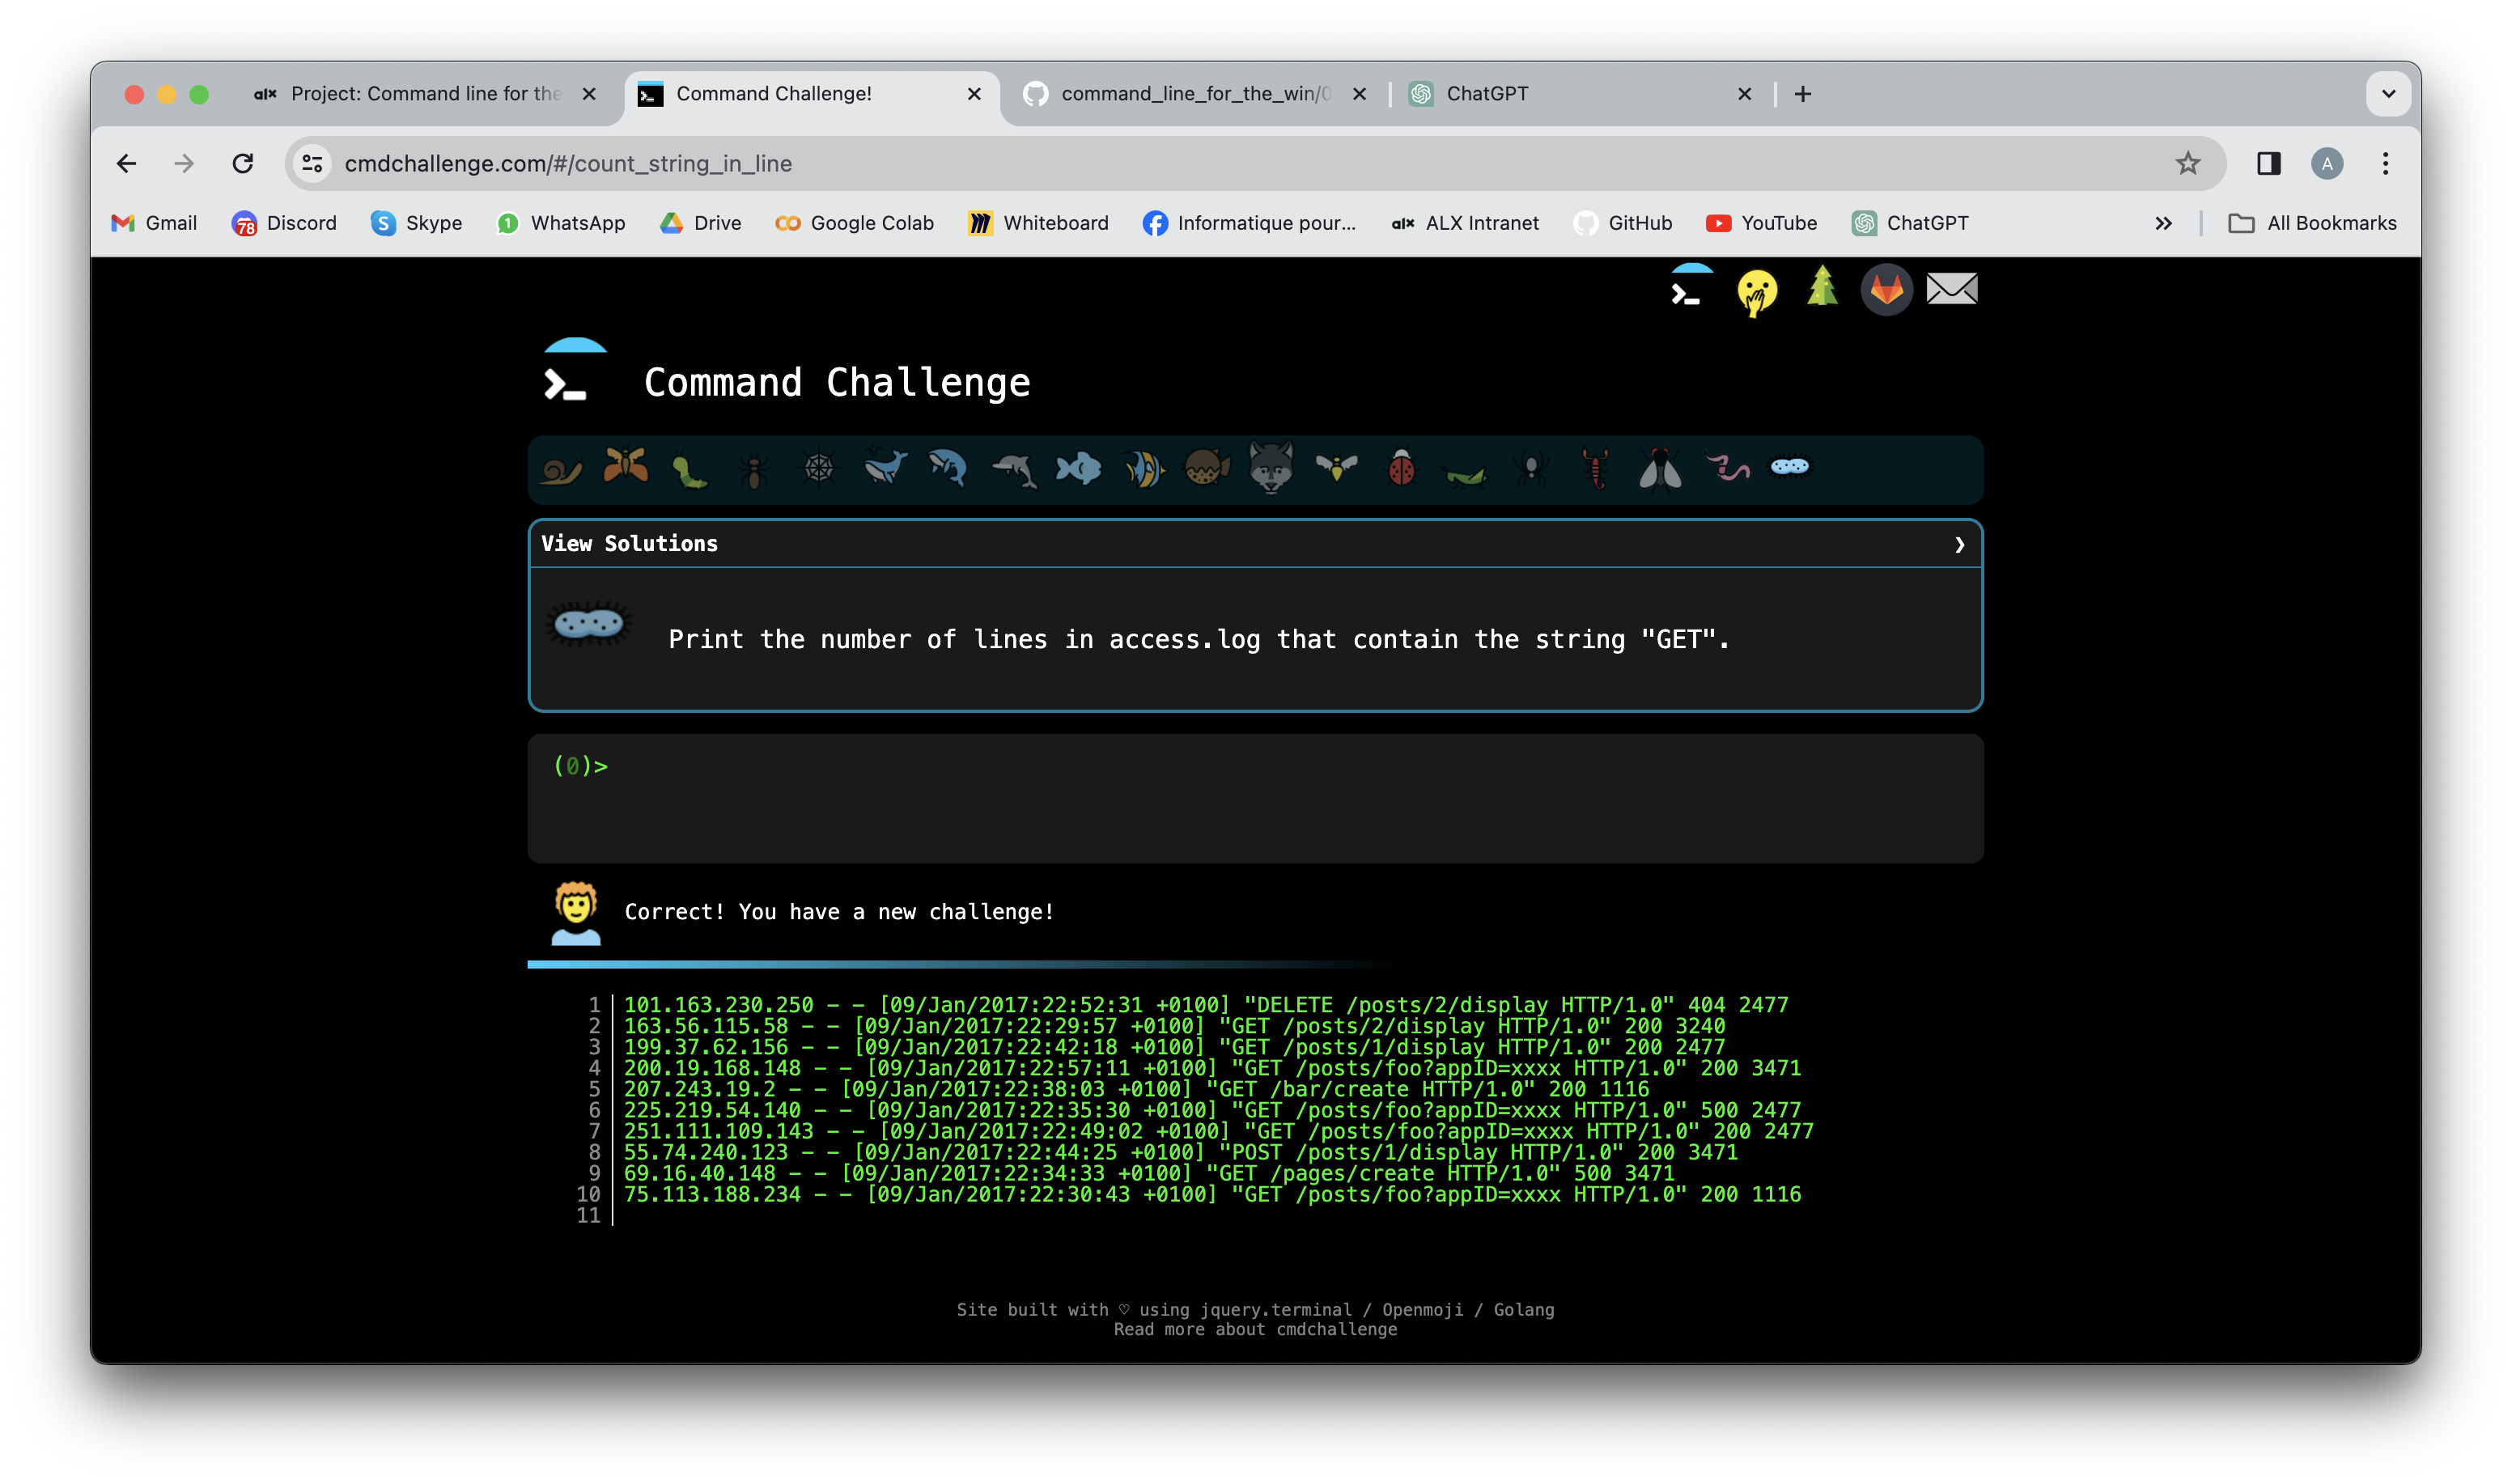 alx Project: Command line for the
Command Challenge!
command_line_for_the_win/0
ChatGPT
cmdchallenge.com/#/count_string_in_line
A
Gmail
78 Discord
S Skype
1 WhatsApp
Drive
Google Colab
Whiteboard
Informatique pour...
alx ALX Intranet
GitHub
YouTube
ChatGPT
All Bookmarks
Command Challenge
View Solutions
Print the number of lines in access.log that contain the string "GET".
(0)>
Correct! You have a new challenge!
1 101.163.230.250 - - [09/Jan/2017:22:52:31 +0100] "DELETE /posts/2/display HTTP/1.0" 404 2477
2 163.56.115.58 - - [09/Jan/2017:22:29:57 +0100] "GET /posts/2/display HTTP/1.0" 200 3240
3 199.37.62.156 - - [09/Jan/2017:22:42:18 +0100] "GET /posts/1/display HTTP/1.0" 200 2477
4 200.19.168.148 - - [09/Jan/2017:22:57:11 +0100] "GET /posts/foo?appID=xxxx HTTP/1.0" 200 3471
5 207.243.19.2 - - [09/Jan/2017:22:38:03 +0100] "GET /bar/create HTTP/1.0" 200 1116
6 225.219.54.140 - - [09/Jan/2017:22:35:30 +0100] "GET /posts/foo?appID=xxxx HTTP/1.0" 500 2477
7 251.111.109.143 - - [09/Jan/2017:22:49:02 +0100] "GET /posts/foo?appID=xxxx HTTP/1.0" 200 2477
8 55.74.240.123 - - [09/Jan/2017:22:44:25 +0100] "POST /posts/1/display HTTP/1.0" 200 3471
9 69.16.40.148 - - [09/Jan/2017:22:34:33 +0100] "GET /pages/create HTTP/1.0" 500 3471
10 75.113.188.234 - - [09/Jan/2017:22:30:43 +0100] "GET /posts/foo?appID=xxxx HTTP/1.0" 200 1116
11
Site built with ♡ using jquery.terminal / Openmoji / Golang
Read more about cmdchallenge